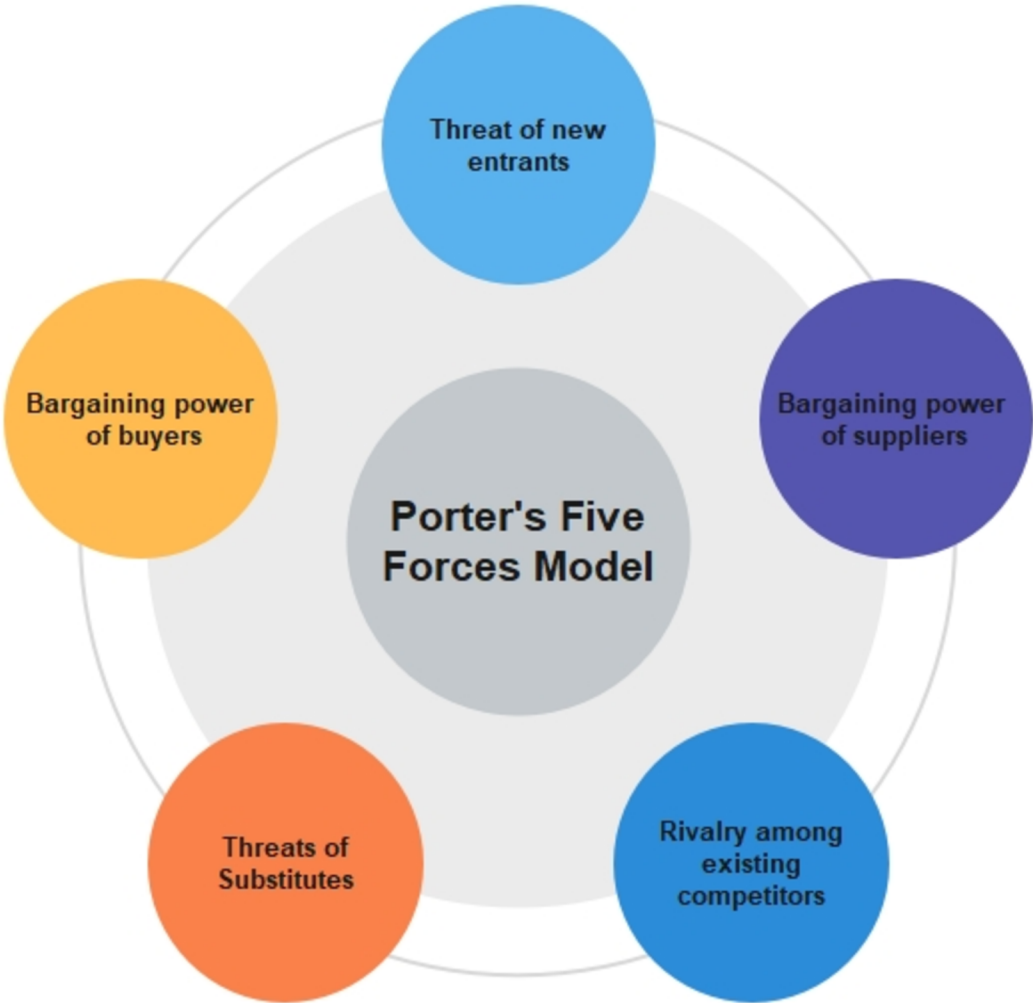 Threat of new
entrants
Bargaining power
of buyers
Bargaining power
of suppliers
Porter's Five
Forces Model
Threats of
Substitutes
Rivalry among
existing
competitors